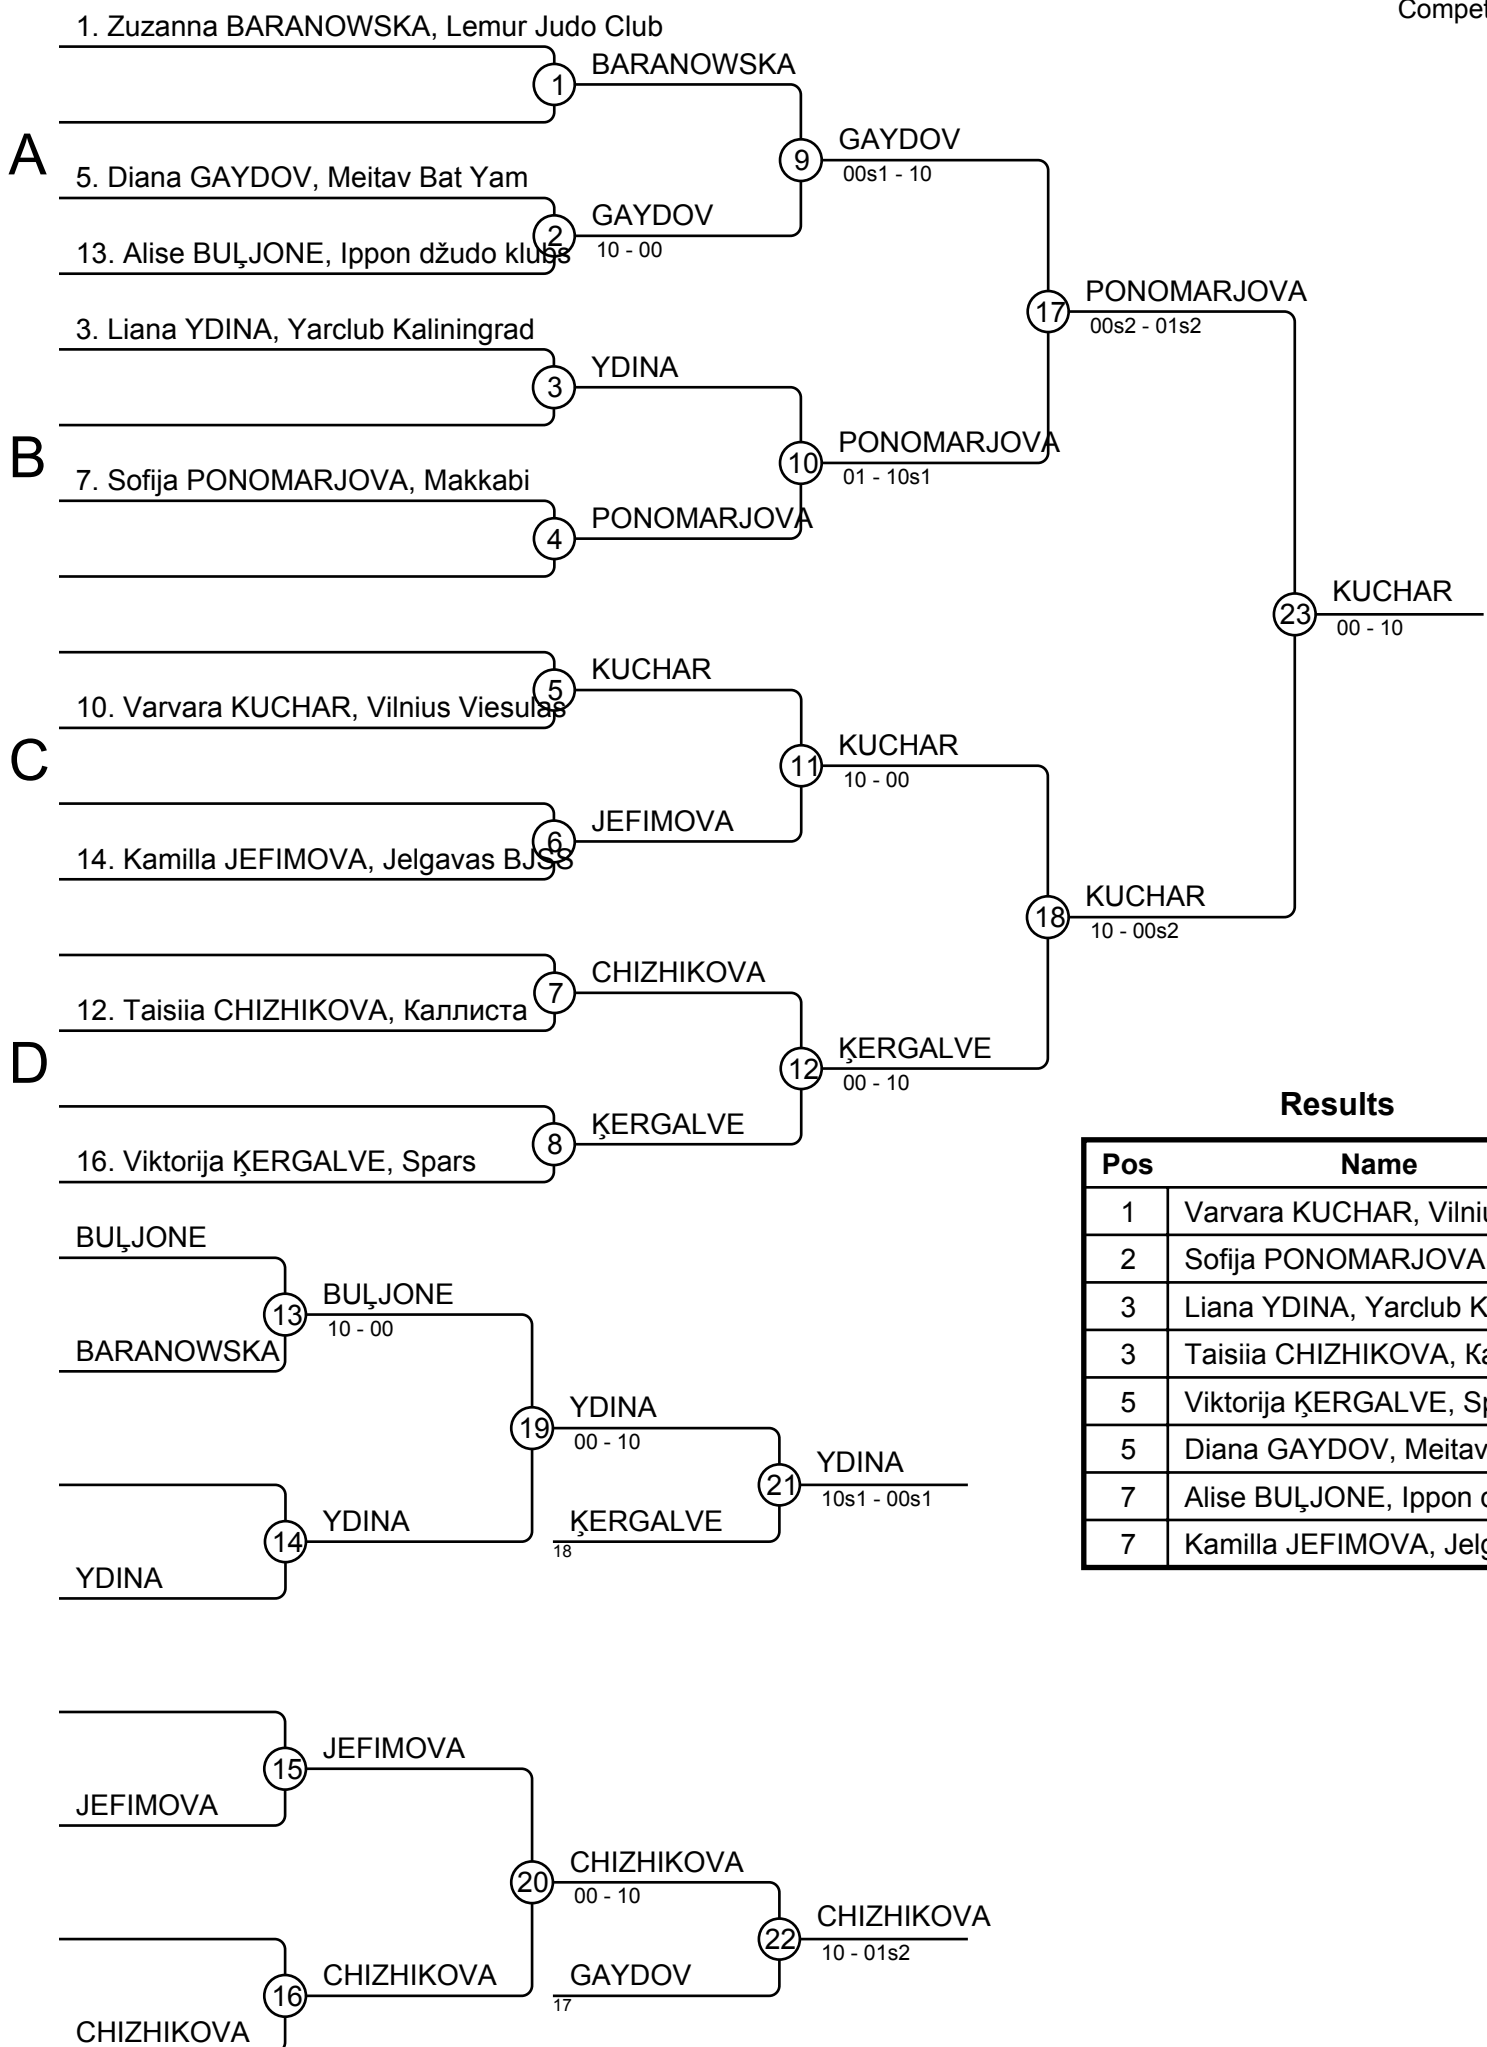 Compet
1. Zuzanna BARANOWSKA, Lemur Judo Club
1
BARANOWSKA
A
5. Diana GAYDOV, Meitav Bat Yam
2
GAYDOV
10 - 00
13. Alise BUĻJONE, Ippon džudo klubs
9
GAYDOV
00s1 - 10
3. Liana YDINA, Yarclub Kaliningrad
3
YDINA
B
7. Sofija PONOMARJOVA, Makkabi
4
PONOMARJOVA
10
PONOMARJOVA
01 - 10s1
17
PONOMARJOVA
00s2 - 01s2
5
KUCHAR
10. Varvara KUCHAR, Vilnius Viesulas
C
11
KUCHAR
10 - 00
6
JEFIMOVA
14. Kamilla JEFIMOVA, Jelgavas BJSS
7
CHIZHIKOVA
12. Taisiia CHIZHIKOVA, Каллиста
D
12
ĶERGALVE
00 - 10
8
ĶERGALVE
16. Viktorija ĶERGALVE, Spars
18
KUCHAR
10 - 00s2
23
KUCHAR
00 - 10
BUĻJONE
13
BUĻJONE
10 - 00
BARANOWSKA
19
YDINA
00 - 10
14
YDINA
YDINA
ĶERGALVE
18
21
YDINA
10s1 - 00s1
15
JEFIMOVA
JEFIMOVA
20
CHIZHIKOVA
00 - 10
16
CHIZHIKOVA
CHIZHIKOVA
GAYDOV
17
22
CHIZHIKOVA
10 - 01s2
Results
Pos Name
1 Varvara KUCHAR, Vilniu
2 Sofija PONOMARJOVA
3 Liana YDINA, Yarclub K
3 Taisiia CHIZHIKOVA, Ка
5 Viktorija ĶERGALVE, Sp
5 Diana GAYDOV, Meitav
7 Alise BUĻJONE, Ippon d
7 Kamilla JEFIMOVA, Jelg